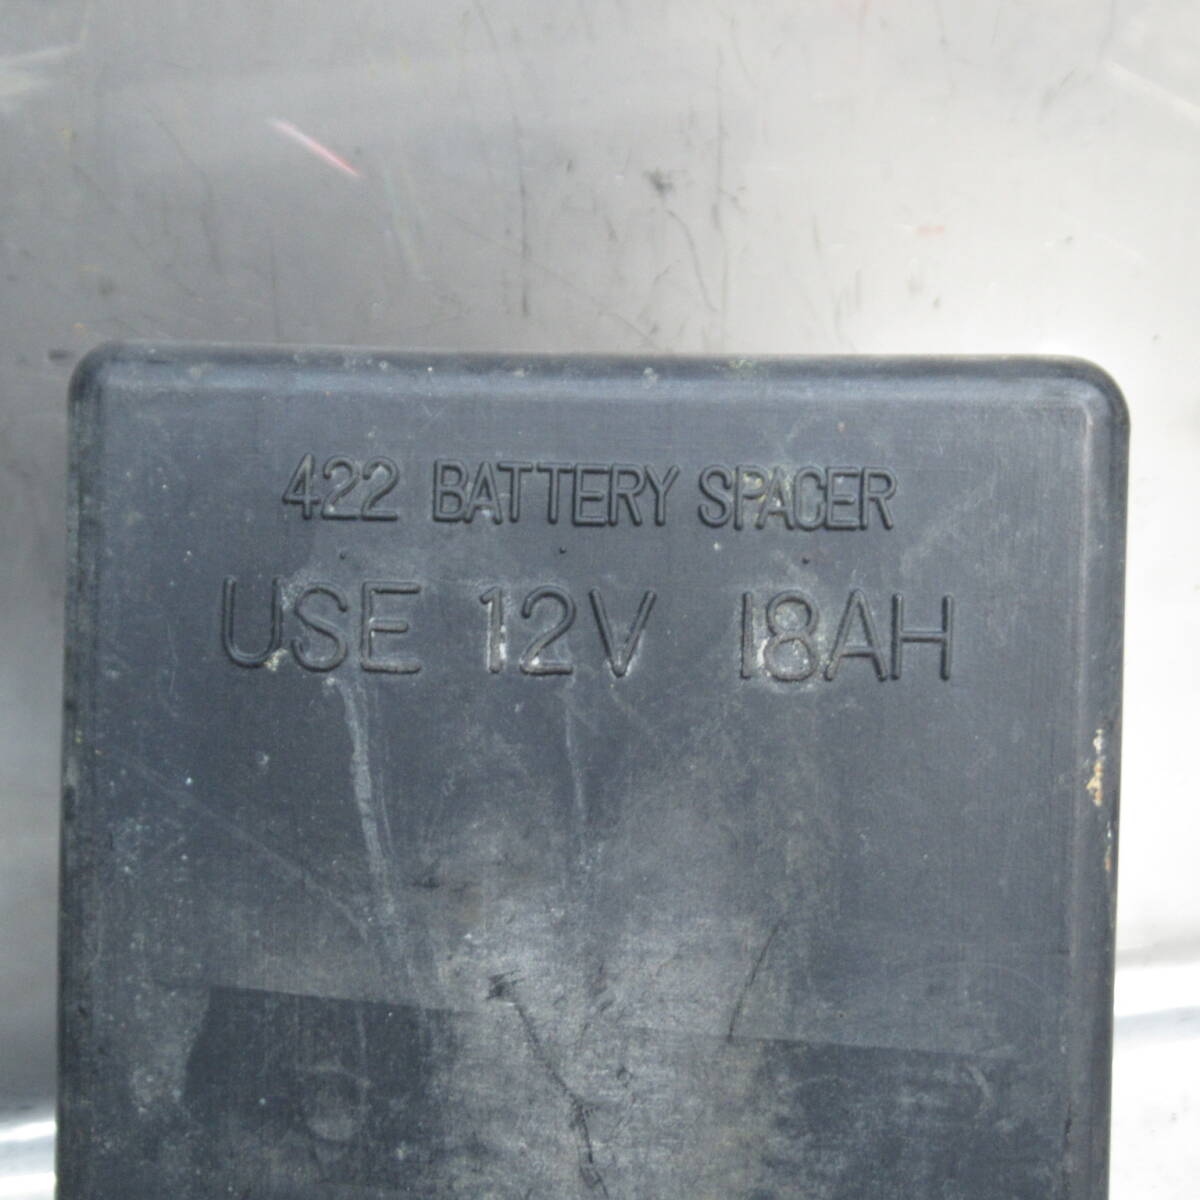 422 BATTERY SPACER
USE 12V 18AH